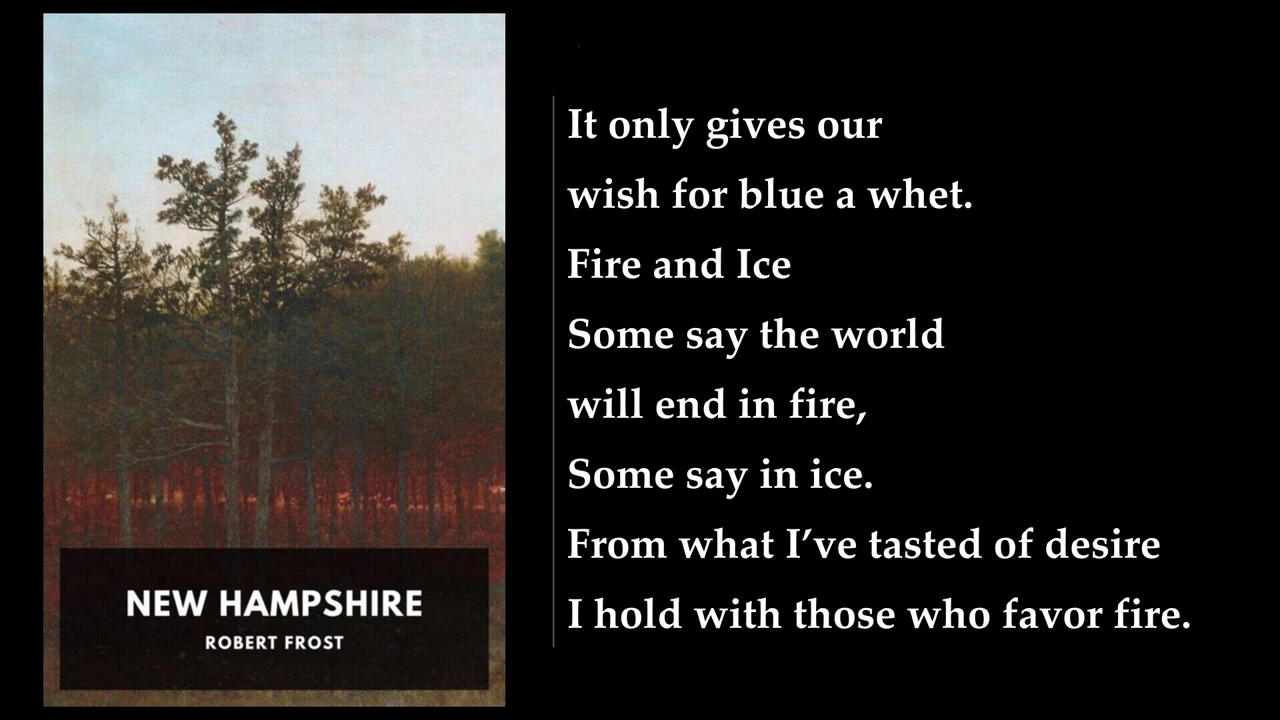 NEW HAMPSHIRE
ROBERT FROST
It only gives our
wish for blue a whet.
Fire and Ice
Some say the world
will end in fire,
Some say in ice.
From what I’ve tasted of desire
I hold with those who favor fire.